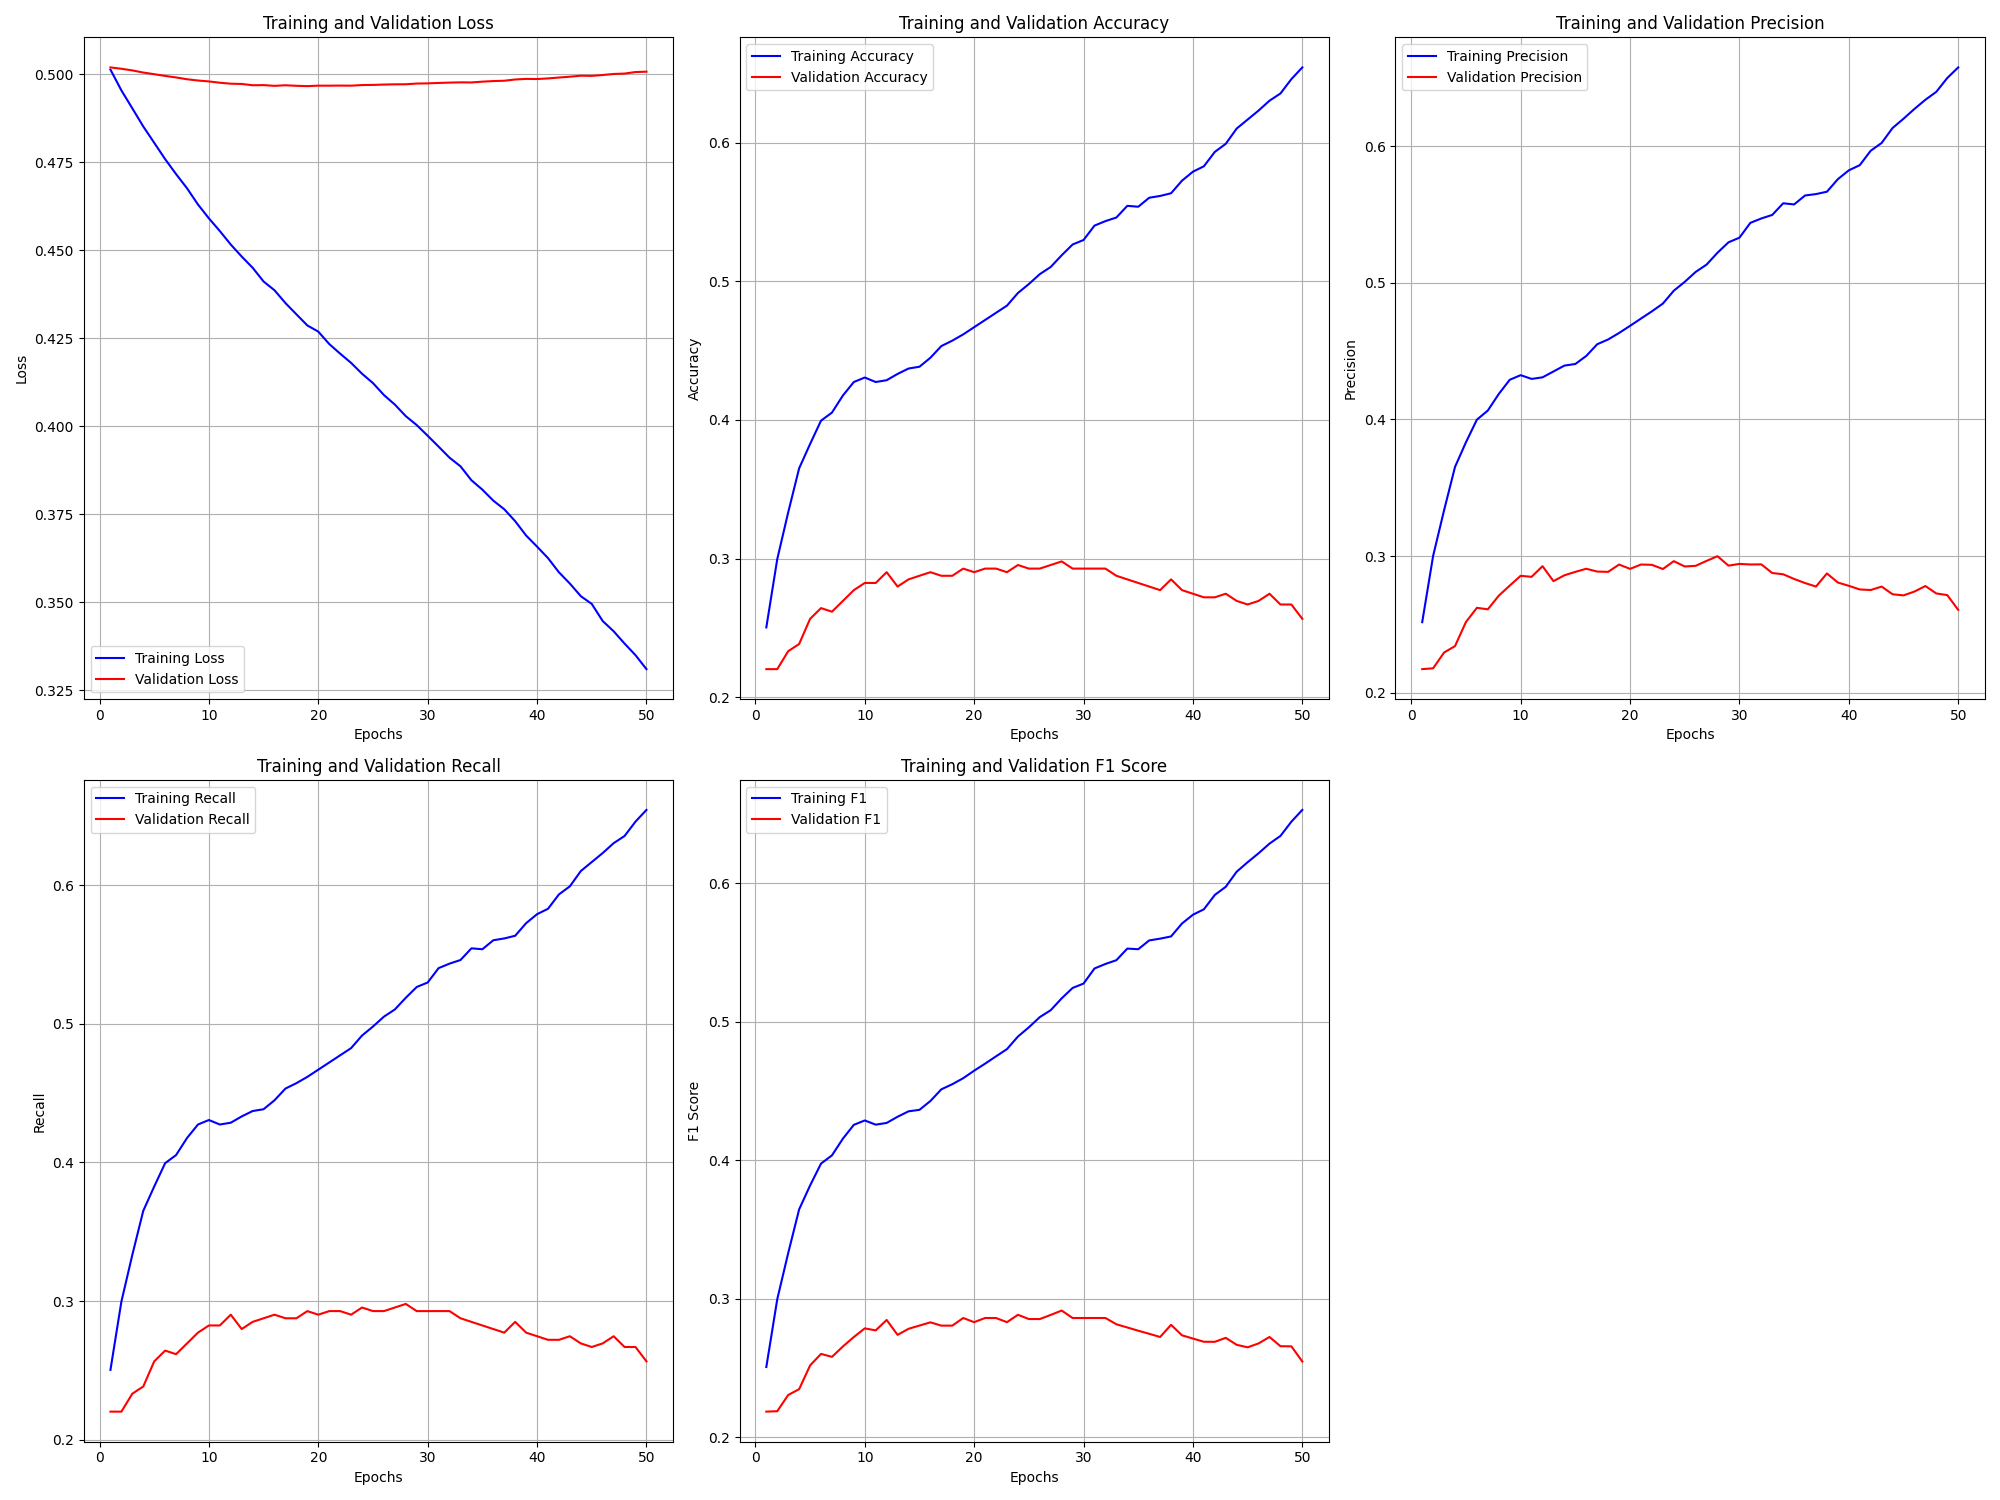 Training and Validation Loss
0.500
0.475
0.450
0.425
0.400
0.375
0.350
0.325
Loss
Training Loss
Validation Loss
0 10 20 30 40 50
Epochs
Training and Validation Accuracy
Training Accuracy
Validation Accuracy
0.6
0.5
0.4
0.3
0.2
Accuracy
0 10 20 30 40 50
Epochs
Training and Validation Precision
Training Precision
Validation Precision
0.6
0.5
0.4
0.3
0.2
Precision
0 10 20 30 40 50
Epochs
Training and Validation Recall
Training Recall
Validation Recall
0.6
0.5
0.4
0.3
0.2
Recall
0 10 20 30 40 50
Epochs
Training and Validation F1 Score
Training F1
Validation F1
0.6
0.5
0.4
0.3
0.2
F1 Score
0 10 20 30 40 50
Epochs